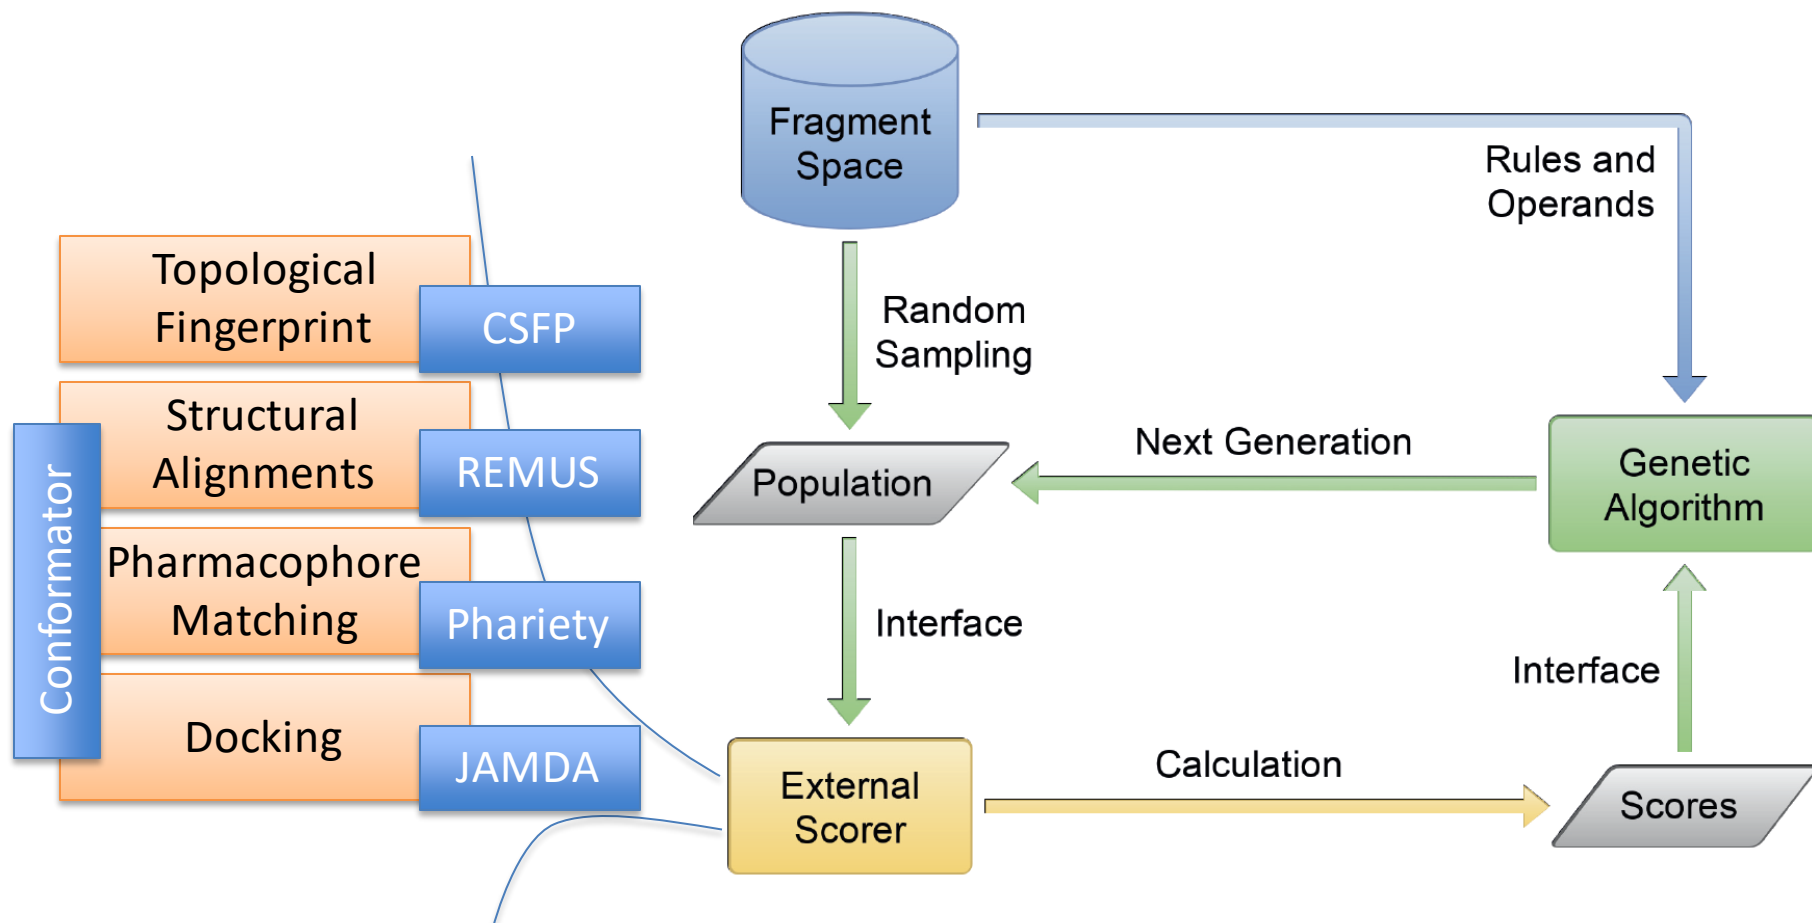 Fragment
Space
Rules and
Operands
Random
Sampling
Topological
Fingerprint
CSFP
Structural
Alignments
REMUS
Conformator
Pharmacophore
Matching
Phariety
Docking
JAMDA
Population
Next Generation
Genetic
Algorithm
Interface
Interface
External
Scorer
Calculation
Scores